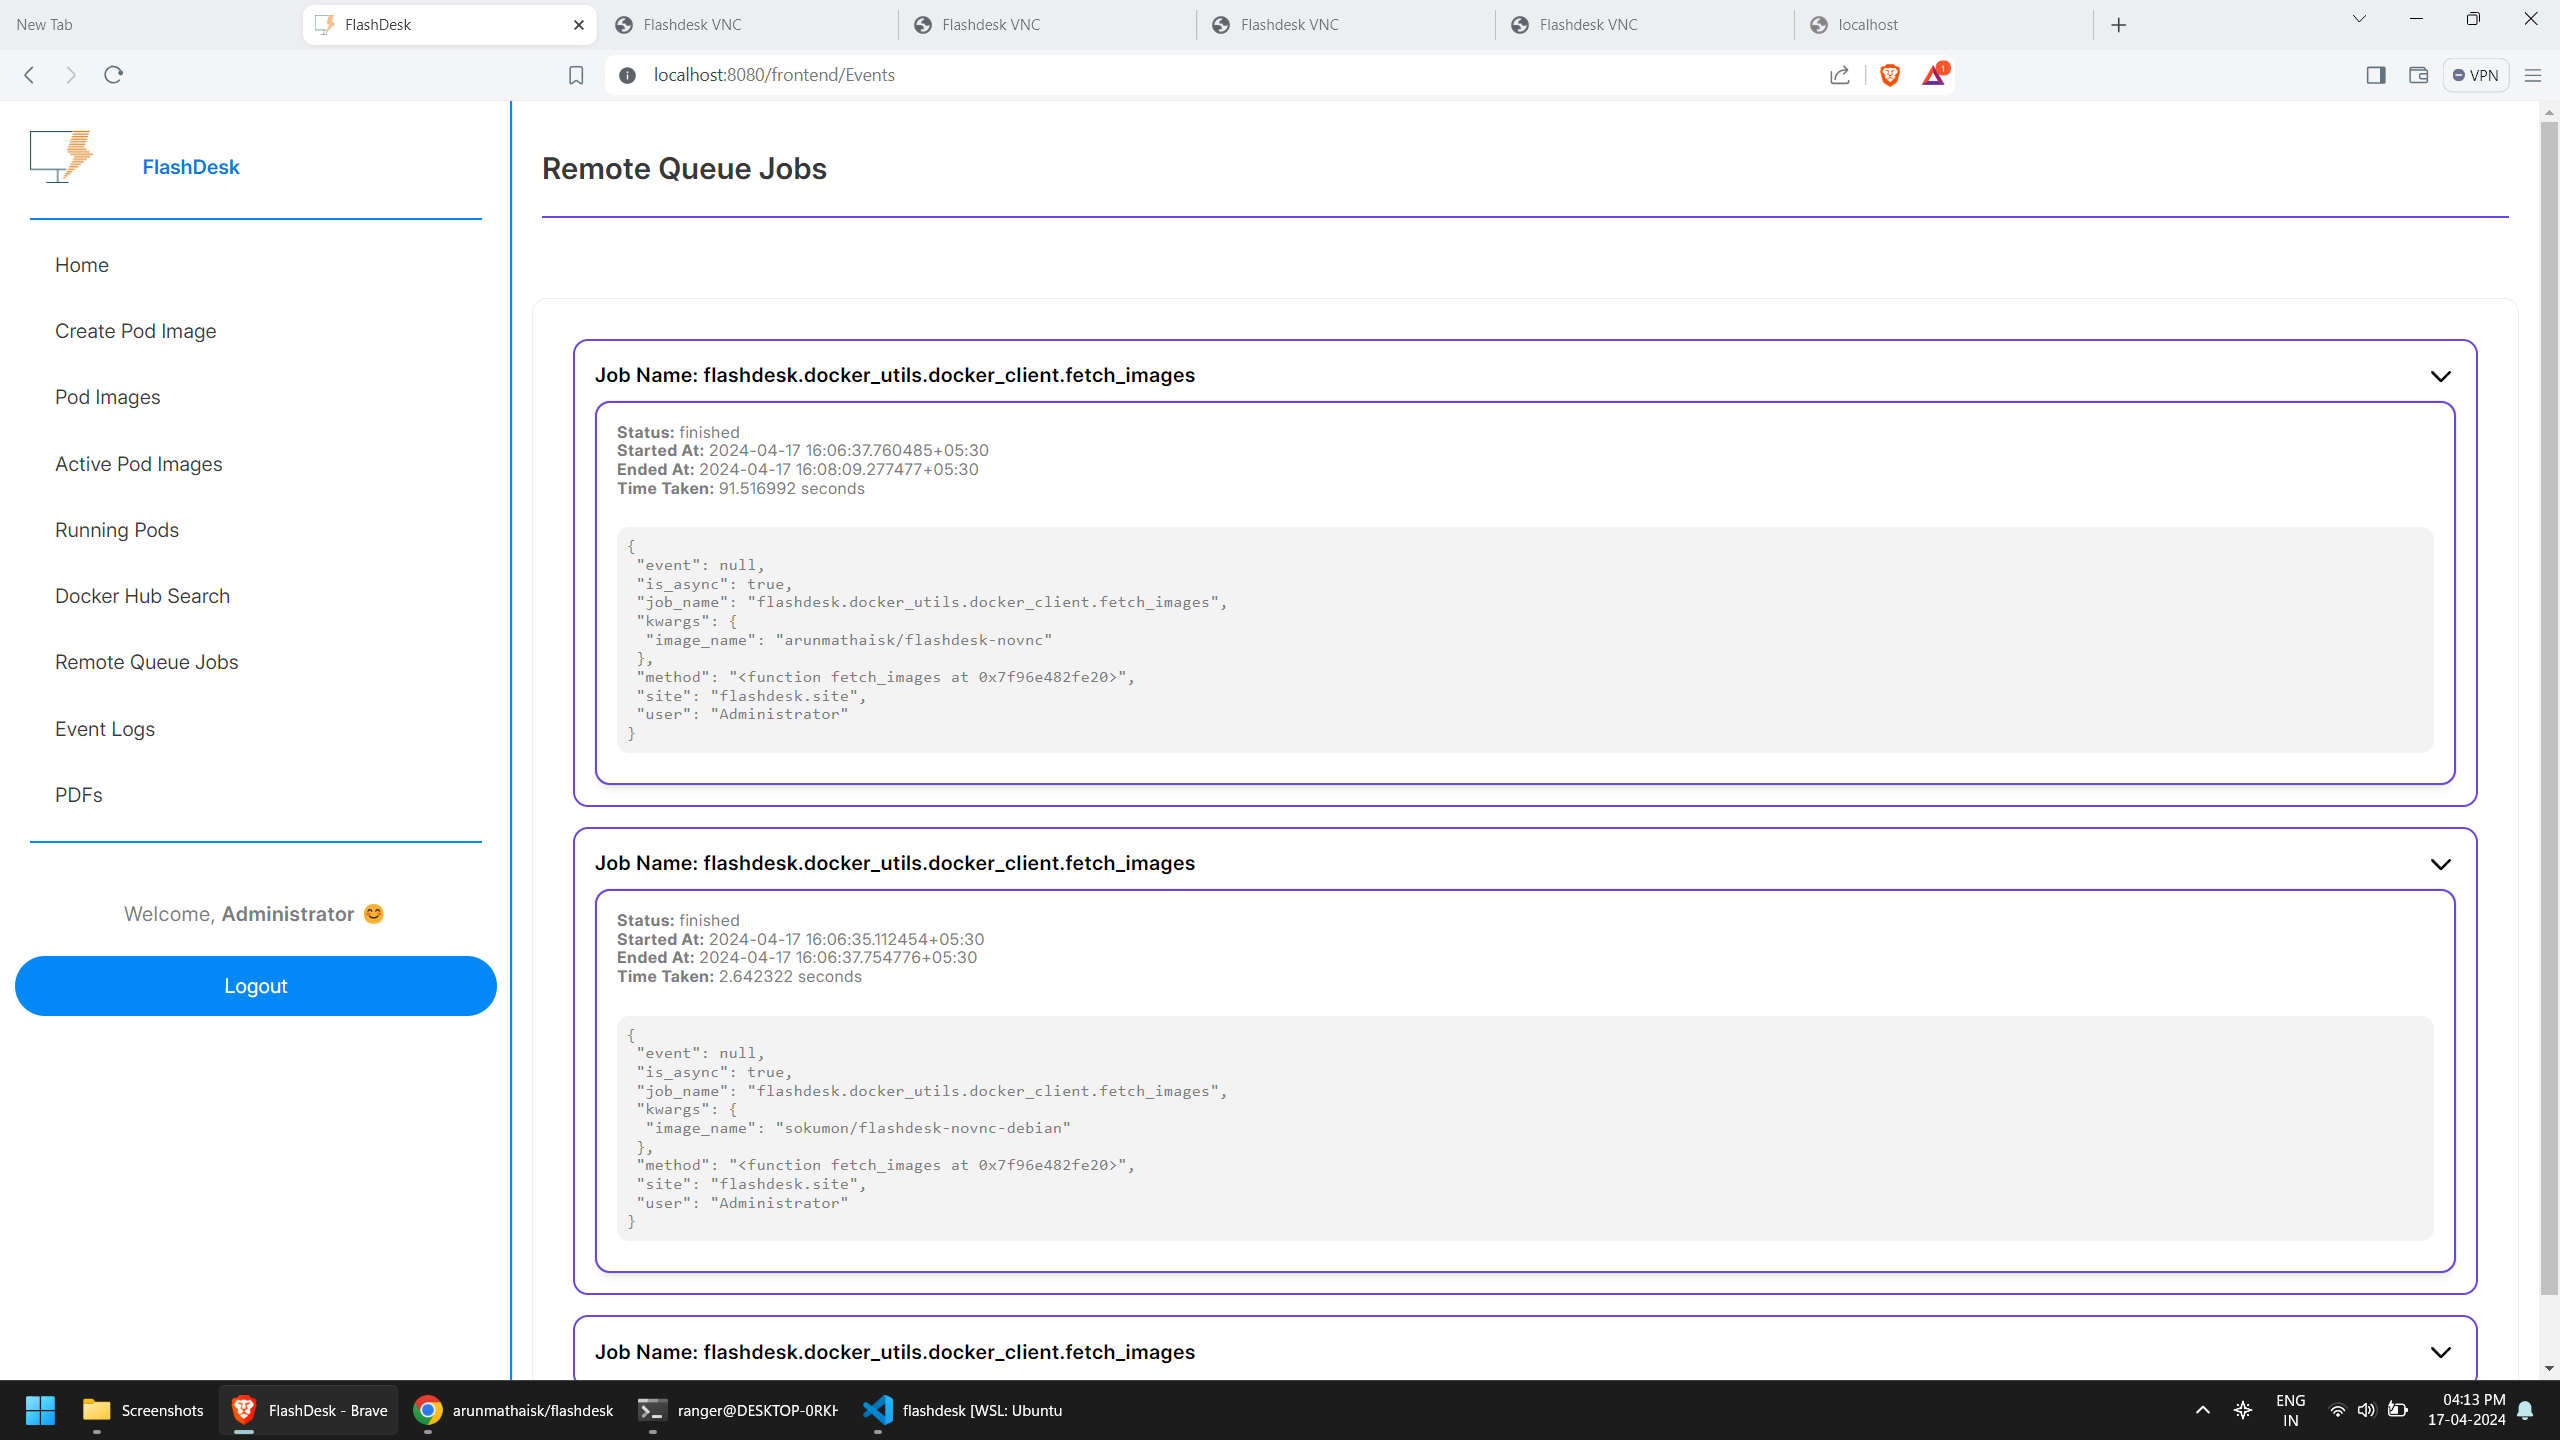 New Tab
FlashDesk
Flashdesk VNC
Flashdesk VNC
Flashdesk VNC
Flashdesk VNC
localhost
localhost:8080/frontend/Events
1
VPN
FlashDesk
Home
Create Pod Image
Pod Images
Active Pod Images
Running Pods
Docker Hub Search
Remote Queue Jobs
Event Logs
PDFs
Welcome, Administrator 😊
Logout
Remote Queue Jobs
Job Name: flashdesk.docker_utils.docker_client.fetch_images
Status: finished
Started At: 2024-04-17 16:06:37.760485+05:30
Ended At: 2024-04-17 16:08:09.277477+05:30
Time Taken: 91.516992 seconds
{
"event": null,
"is_async": true,
"job_name": "flashdesk.docker_utils.docker_client.fetch_images",
"kwargs": {
"image_name": "arunmathaisk/flashdesk-novnc"
},
"method": "<function fetch_images at 0x7f96e482fe20>",
"site": "flashdesk.site",
"user": "Administrator"
}
Job Name: flashdesk.docker_utils.docker_client.fetch_images
Status: finished
Started At: 2024-04-17 16:06:35.112454+05:30
Ended At: 2024-04-17 16:06:37.754776+05:30
Time Taken: 2.642322 seconds
{
"event": null,
"is_async": true,
"job_name": "flashdesk.docker_utils.docker_client.fetch_images",
"kwargs": {
"image_name": "sokumon/flashdesk-novnc-debian"
},
"method": "<function fetch_images at 0x7f96e482fe20>",
"site": "flashdesk.site",
"user": "Administrator"
}
Job Name: flashdesk.docker_utils.docker_client.fetch_images
Screenshots
FlashDesk - Brave
arunmathaisk/flashdesk
ranger@DESKTOP-0RKH
flashdesk [WSL: Ubuntu
ENG
IN
04:13 PM
17-04-2024